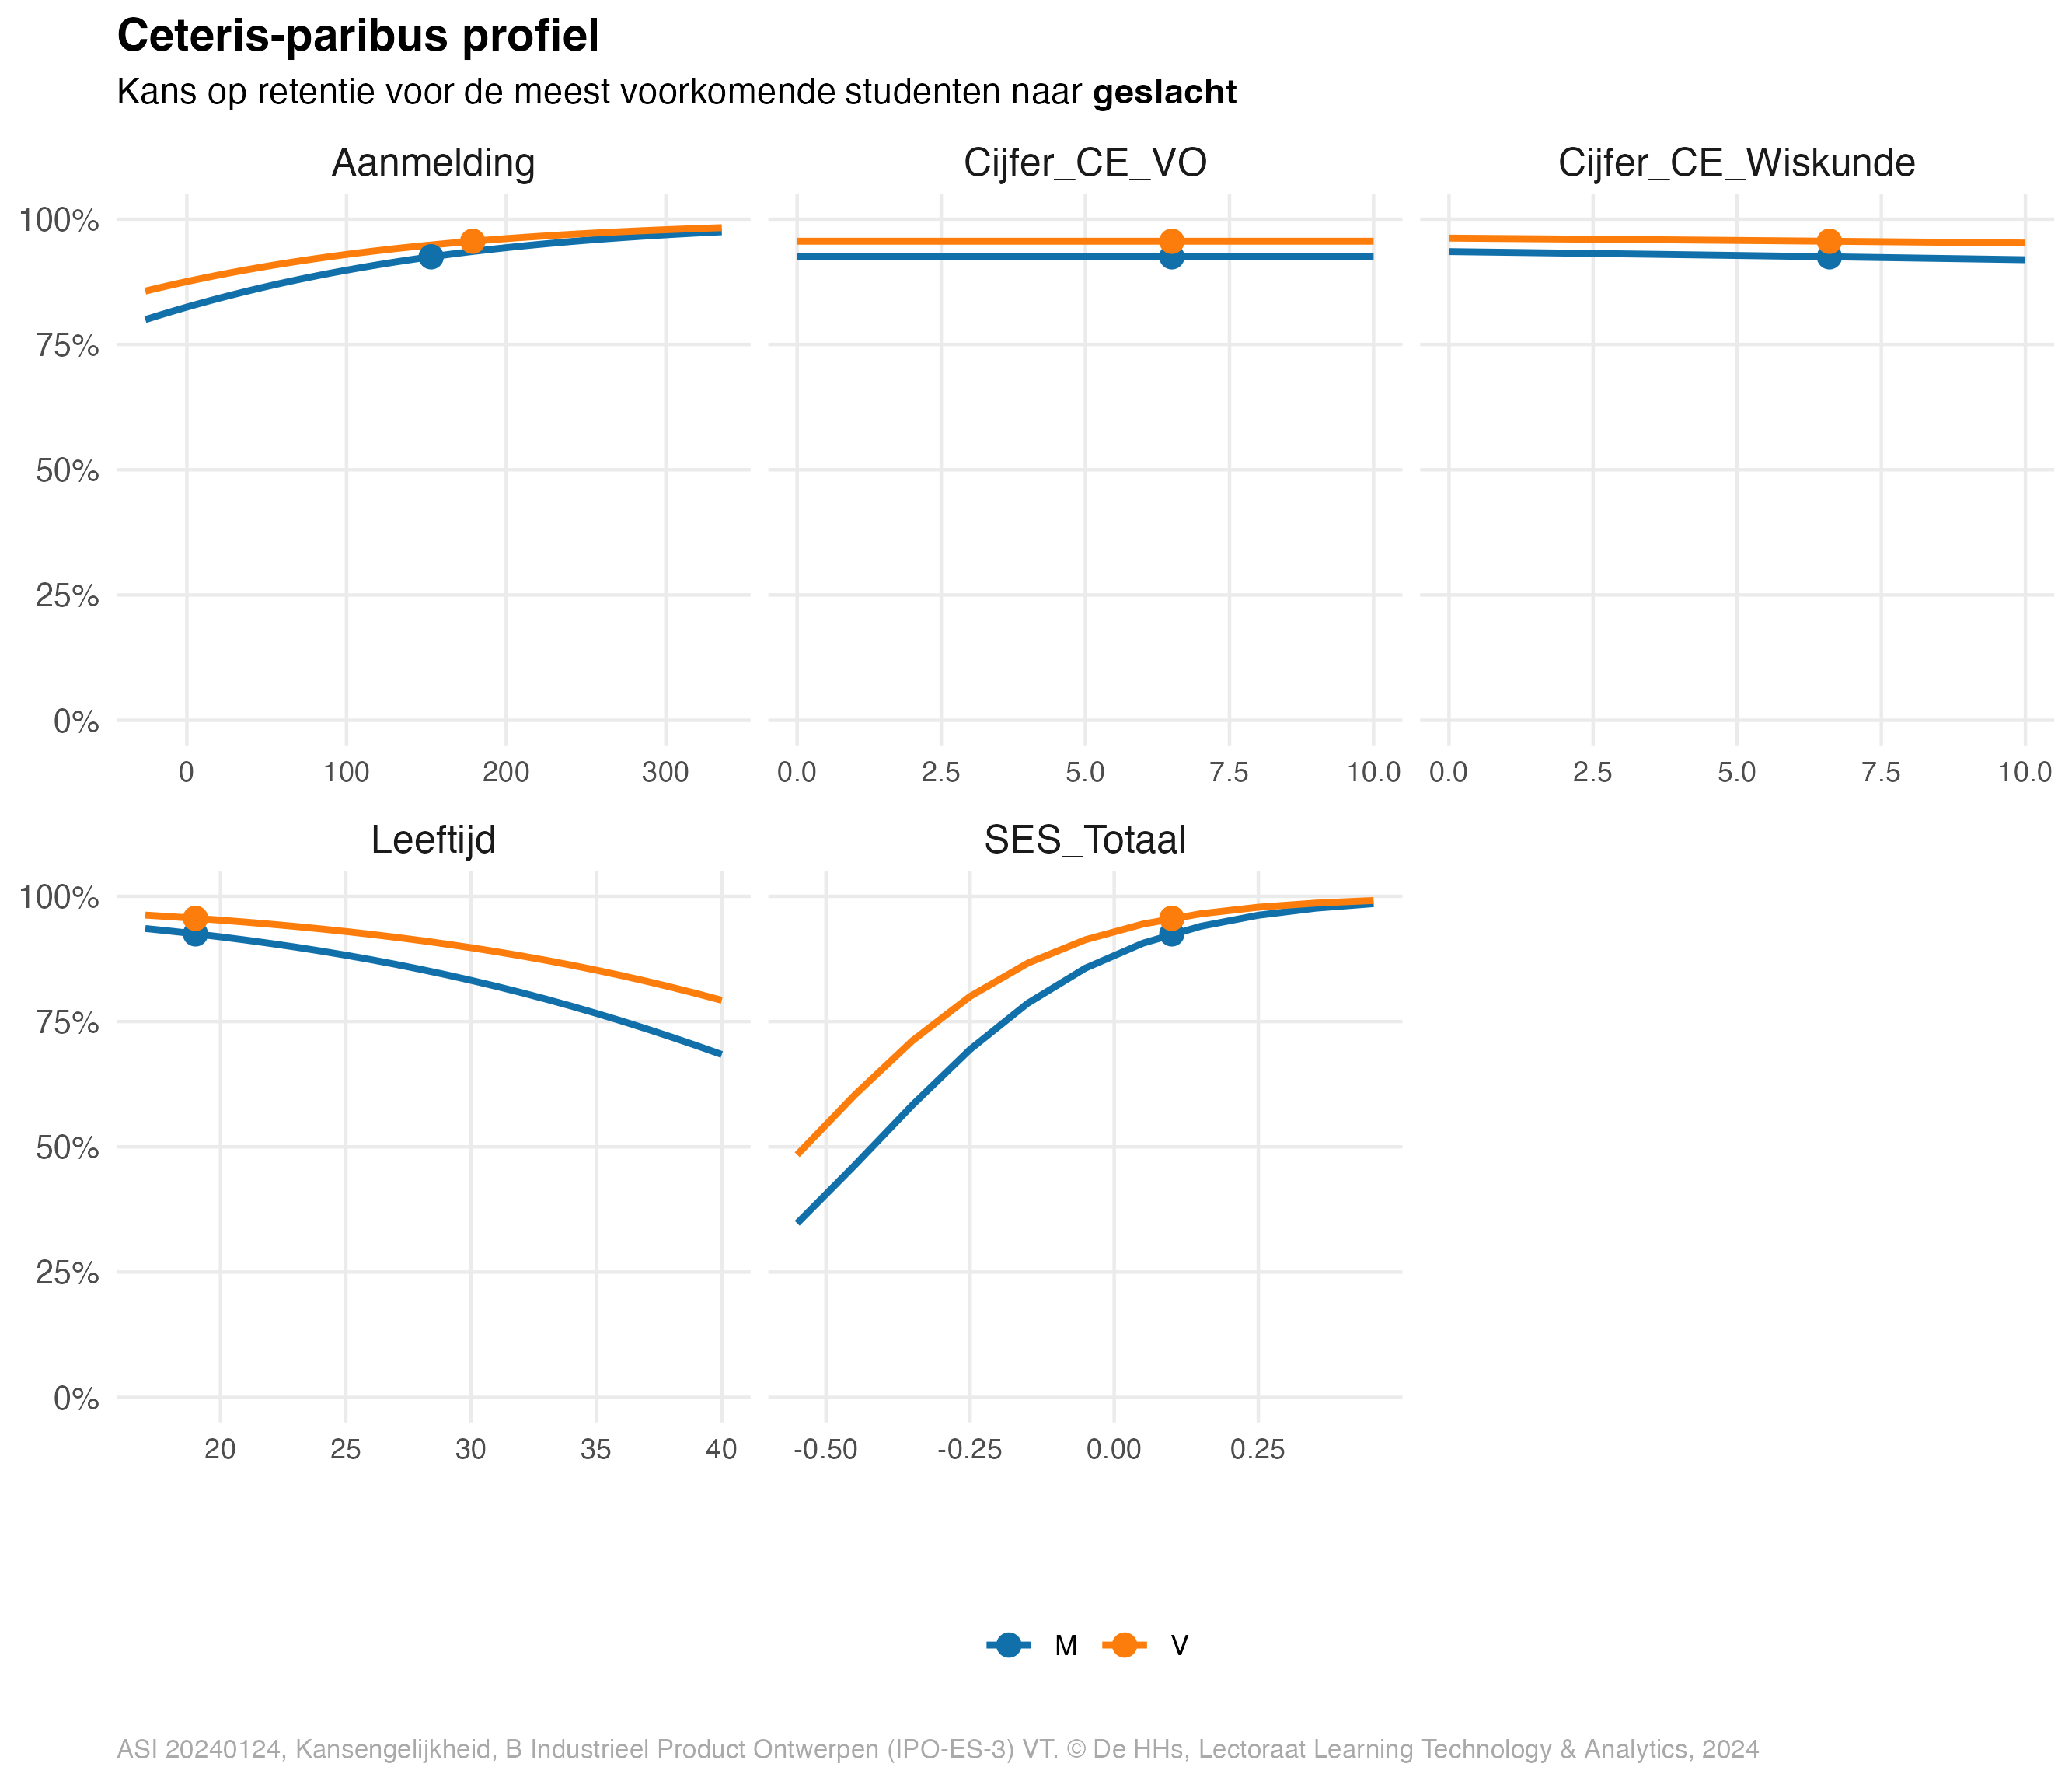 Ceteris-paribus profiel
Kans op retentie voor de meest voorkomende studenten naar geslacht
Aanmelding Cijfer_CE_VO Cijfer_CE_Wiskunde
100%
75%
50%
25%
0%
0 100 200 300 0.0 2.5 5.0 7.5 10.0 0.0 2.5 5.0 7.5 10.0
Leeftijd SES_Totaal
100%
75%
50%
25%
0%
20 25 30 35 40 -0.50 -0.25 0.00 0.25
M V
ASI 20240124, Kansengelijkheid, B Industrieel Product Ontwerpen (IPO-ES-3) VT. © De HHs, Lectoraat Learning Technology & Analytics, 2024